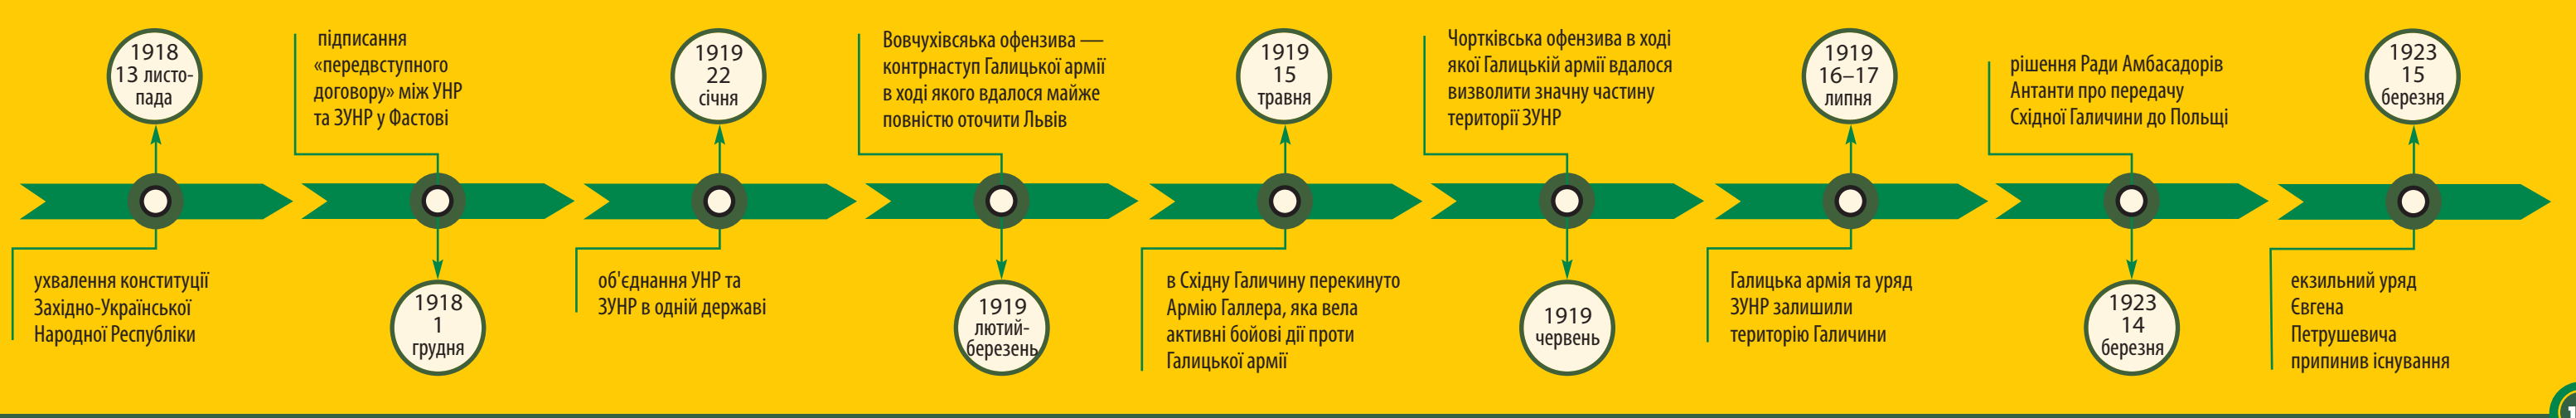 1918
13 листо-
пада
ухвалення конституції
Західно-Української
Народної Республіки
підписання
«передвступного
договору» між УНР
та ЗУНР у Фастові
1918
1
грудня
1919
22
січня
об'єднання УНР та
ЗУНР в одній державі
Вовчухівсяька офензива —
контрнаступ Галицької армії
в ході якого вдалося майже
повністю оточити Львів
1919
лютий-
березень
1919
15
травня
в Східну Галичину перекинуто
Армію Галлера, яка вела
активні бойові дії проти
Галицької армії
Чортківська офензива в ході
якої Галицькій армії вдалося
визволити значну частину
території ЗУНР
1919
червень
1919
16–17
липня
Галицька армія та уряд
ЗУНР залишили
територію Галичини
рішення Ради Амбасадорів
Антанти про передачу
Східної Галичини до Польщі
1923
14
березня
1923
15
березня
екзильний уряд
Євгена
Петрушевича
припинив існування